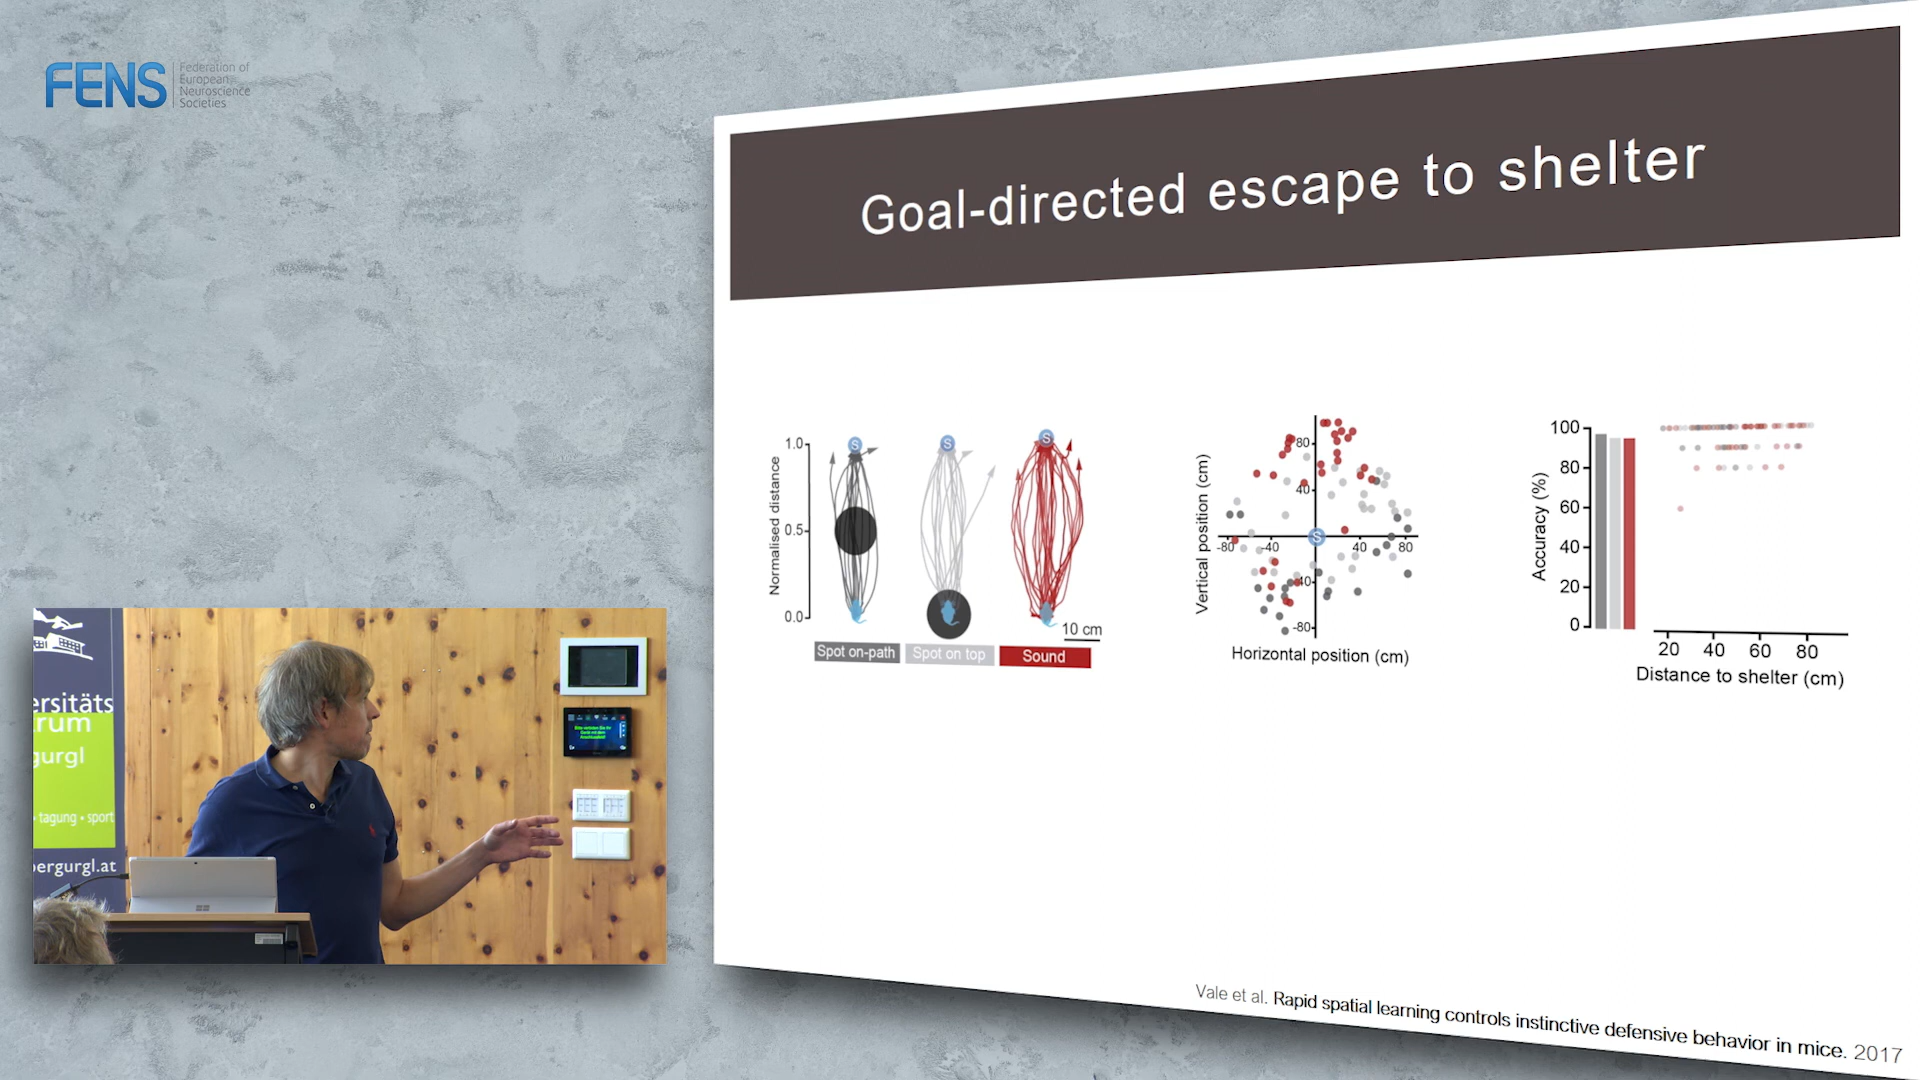 FENS
Federation of
European
Neuroscience
Societies
Goal-directed escape to shelter
Normalised distance
1.0
0.5
0.0
S
S
S
10 cm
Spot on-path
Spot on top
Sound
Vertical position (cm)
80
40
-80
-40
S
40
80
-40
-80
Horizontal position (cm)
Accuracy (%)
100
80
60
40
20
0
20 40 60 80
Distance to shelter (cm)
ersitäts
rum
gurgl
• tagung • sport
bergurgl.at
Vale et al. Rapid spatial learning controls instinctive defensive behavior in mice. 2017